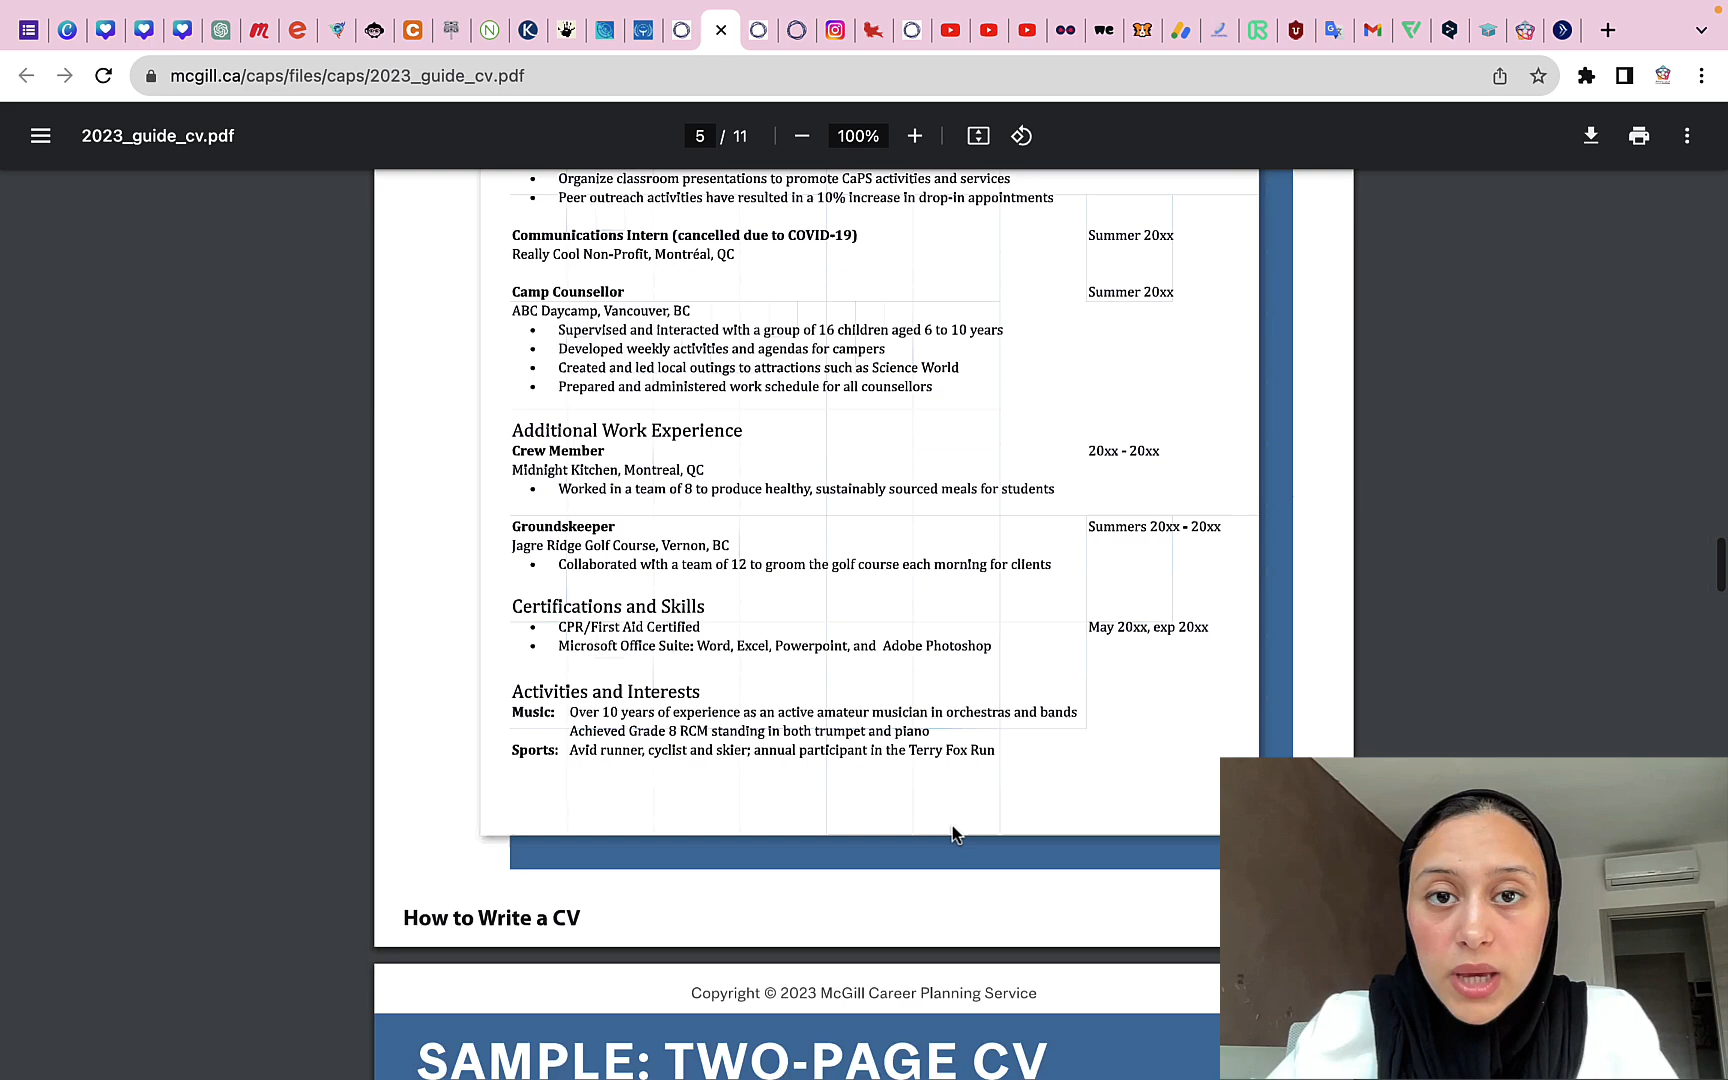 mcgill.ca/caps/files/caps/2023_guide_cv.pdf
2023_guide_cv.pdf
5 / 11
100%
• Organize classroom presentations to promote CaPS activities and services
• Peer outreach activities have resulted in a 10% increase in drop-in appointments
Communications Intern (cancelled due to COVID-19) Summer 20xx
Really Cool Non-Profit, Montréal, QC
Camp Counsellor Summer 20xx
ABC Daycamp, Vancouver, BC
• Supervised and interacted with a group of 16 children aged 6 to 10 years
• Developed weekly activities and agendas for campers
• Created and led local outings to attractions such as Science World
• Prepared and administered work schedule for all counsellors
Additional Work Experience
Crew Member 20xx - 20xx
Midnight Kitchen, Montreal, QC
• Worked in a team of 8 to produce healthy, sustainably sourced meals for students
Groundskeeper Summers 20xx - 20xx
Jagre Ridge Golf Course, Vernon, BC
• Collaborated with a team of 12 to groom the golf course each morning for clients
Certifications and Skills
• CPR/First Aid Certified May 20xx, exp 20xx
• Microsoft Office Suite: Word, Excel, Powerpoint, and Adobe Photoshop
Activities and Interests
Music: Over 10 years of experience as an active amateur musician in orchestras and bands
Achieved Grade 8 RCM standing in both trumpet and piano
Sports: Avid runner, cyclist and skier; annual participant in the Terry Fox Run
How to Write a CV
Copyright © 2023 McGill Career Planning Service
SAMPLE: TWO-PAGE CV